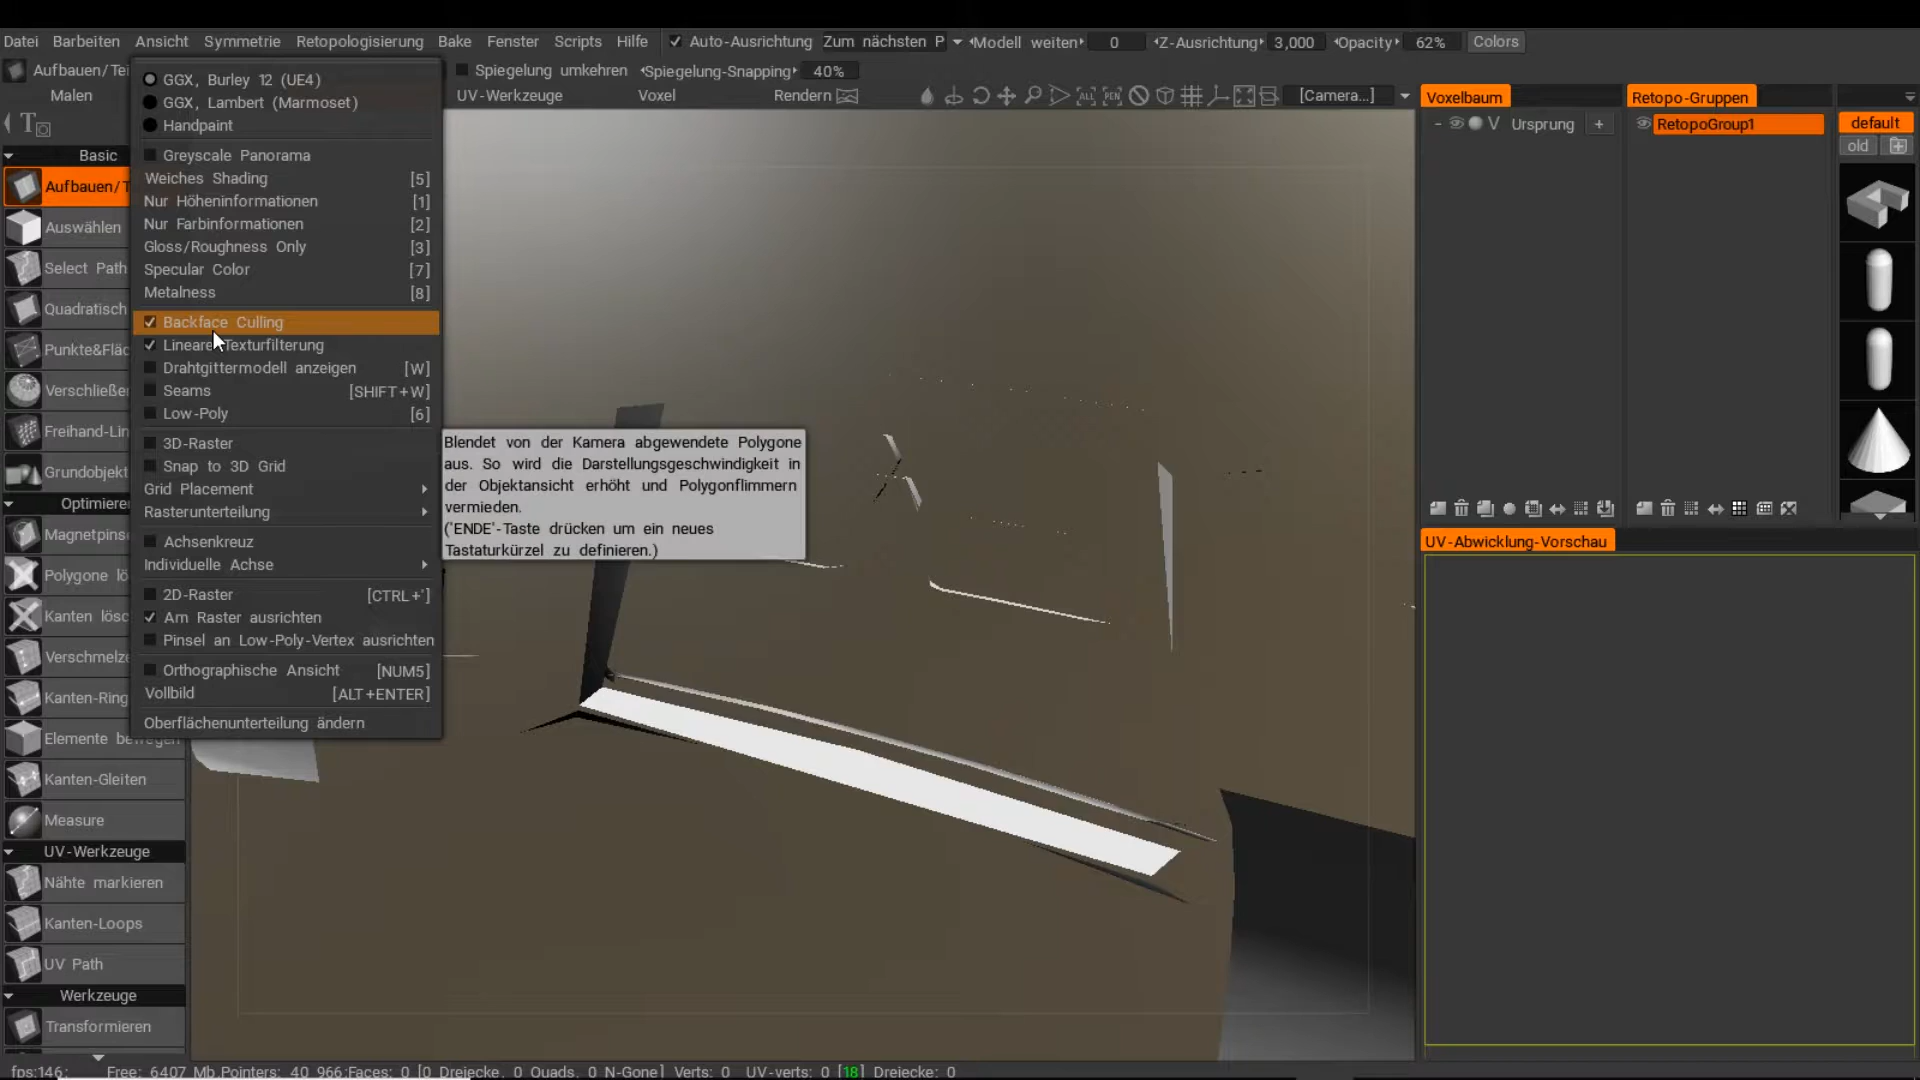 Datei Bearbeiten Ansicht Symmetrie Retopologisierung Bake Fenster Scripts Hilfe Auto-Ausrichtung Zum nächsten P Modell weiten 0 Z-Ausrichtung 3,000 Opacity 62% Colors
Aufbauen/Tei Spiegelung umkehren Spiegelung-Snapping 40%
Malen UV-Werkzeuge Voxel Rendern [Camera...]
GGX, Burley 12 (UE4)
GGX, Lambert (Marmoset)
Handpaint
Greyscale Panorama
Weiches Shading [5]
Nur Höheninformationen [1]
Nur Farbinformationen [2]
Gloss/Roughness Only [3]
Specular Color [7]
Metalness [8]
Backface Culling
Lineare Texturfilterung
Drahtgittermodell anzeigen [W]
Seams [SHIFT+W]
Low-Poly [6]
3D-Raster
Snap to 3D Grid
Grid Placement
Rasterunterteilung
Achsenkreuz
Individuelle Achse
2D-Raster [CTRL+']
Am Raster ausrichten
Pinsel an Low-Poly-Vertex ausrichten
Orthographische Ansicht [NUM5]
Vollbild [ALT+ENTER]
Oberflächenunterteilung ändern
Blendet von der Kamera abgewendete Polygone
aus. So wird die Darstellungsgeschwindigkeit in
der Objektansicht erhöht und Polygonflimmern
vermieden.
('ENDE'-Taste drücken um ein neues
Tastaturkürzel zu definieren.)
Basic
Aufbauen/T
Auswählen
Select Path
Quadratisch
Punkte&Fläc
Verschließen
Freihand-Lin
Grundobjekt
Optimieren
Magnetpins
Polygone lö
Kanten lösc
Verschmelze
Kanten-Ring
Elemente bewegen
Kanten-Gleiten
Measure
UV-Werkzeuge
Nähte markieren
Kanten-Loops
UV Path
Werkzeuge
Transformieren
Voxelbaum
V Ursprung +
Retopo-Gruppen
RetopoGroup1
default
old
UV-Abwicklung-Vorschau
fps:146; Free: 6407 Mb,Pointers: 40 966;Faces: 0 [0 Dreiecke, 0 Quads, 0 N-Gone] Verts: 0 UV-verts: 0 [18] Dreiecke: 0